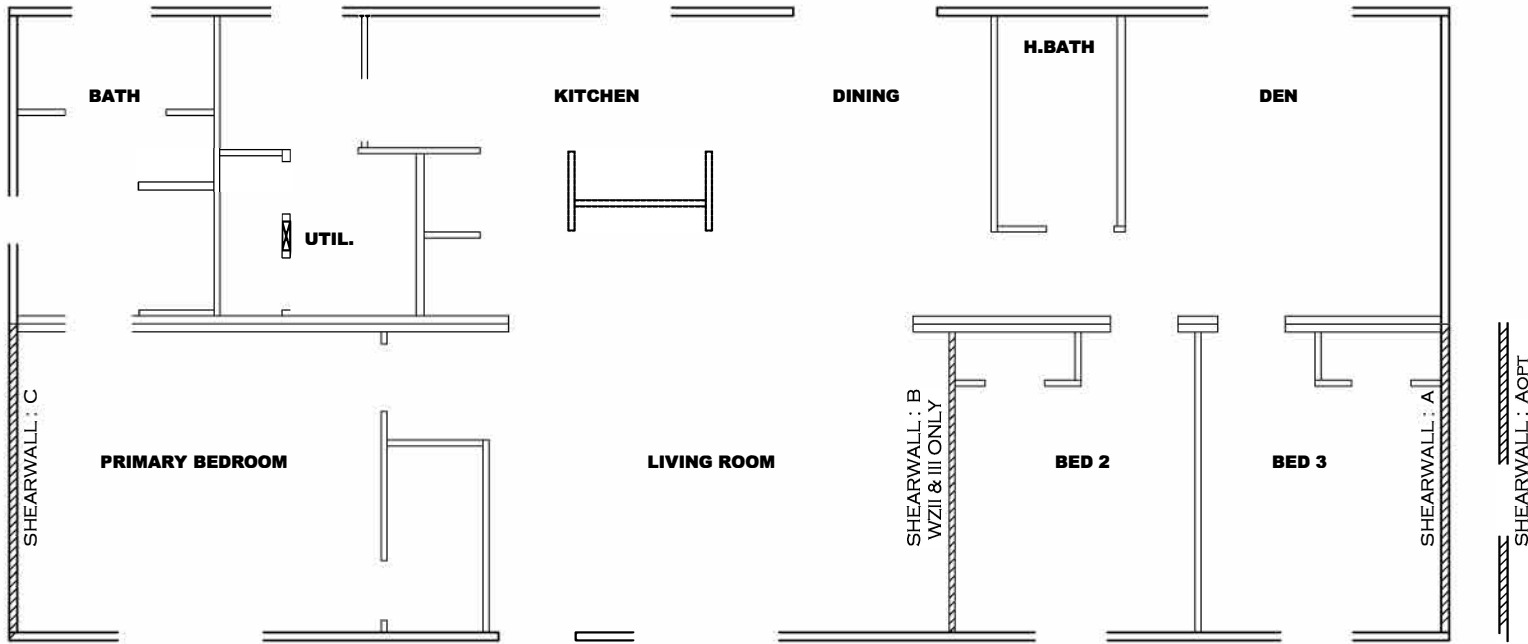 H.BATH
BATH
KITCHEN
DINING
DEN
UTIL.
SHEARWALL : C
PRIMARY BEDROOM
LIVING ROOM
SHEARWALL : B
WZII & III ONLY
BED 2
BED 3
SHEARWALL : A
SHEARWALL : AOPT